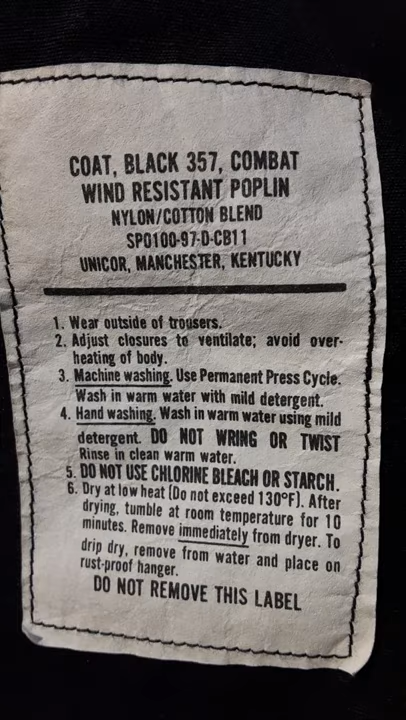 COAT, BLACK 357, COMBAT
WIND RESISTANT POPLIN
NYLON/COTTON BLEND
SPO100-97-D-CB11
UNICOR, MANCHESTER, KENTUCKY
1. Wear outside of trousers.
2. Adjust closures to ventilate; avoid over-
heating of body.
3. Machine washing. Use Permanent Press Cycle.
Wash in warm water with mild detergent.
4. Hand washing. Wash in warm water using mild
detergent. DO NOT WRING OR TWIST
Rinse in clean warm water.
5. DO NOT USE CHLORINE BLEACH OR STARCH.
6. Dry at low heat (Do not exceed 130°F). After
drying, tumble at room temperature for 10
minutes. Remove immediately from dryer. To
drip dry, remove from water and place on
rust-proof hanger.
DO NOT REMOVE THIS LABEL